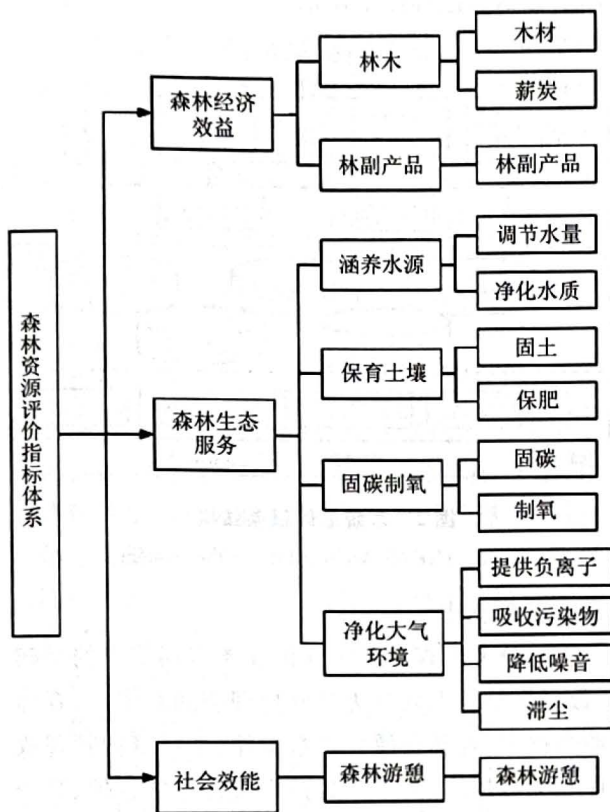 森林资源评价指标体系
森林经济
效益
林木
木材
薪炭
林副产品
林副产品
森林生态
服务
涵养水源
调节水量
净化水质
保育土壤
固土
保肥
固碳制氧
固碳
制氧
净化大气
环境
提供负离子
吸收污染物
降低噪音
滞尘
社会效能
森林游憩
森林游憩